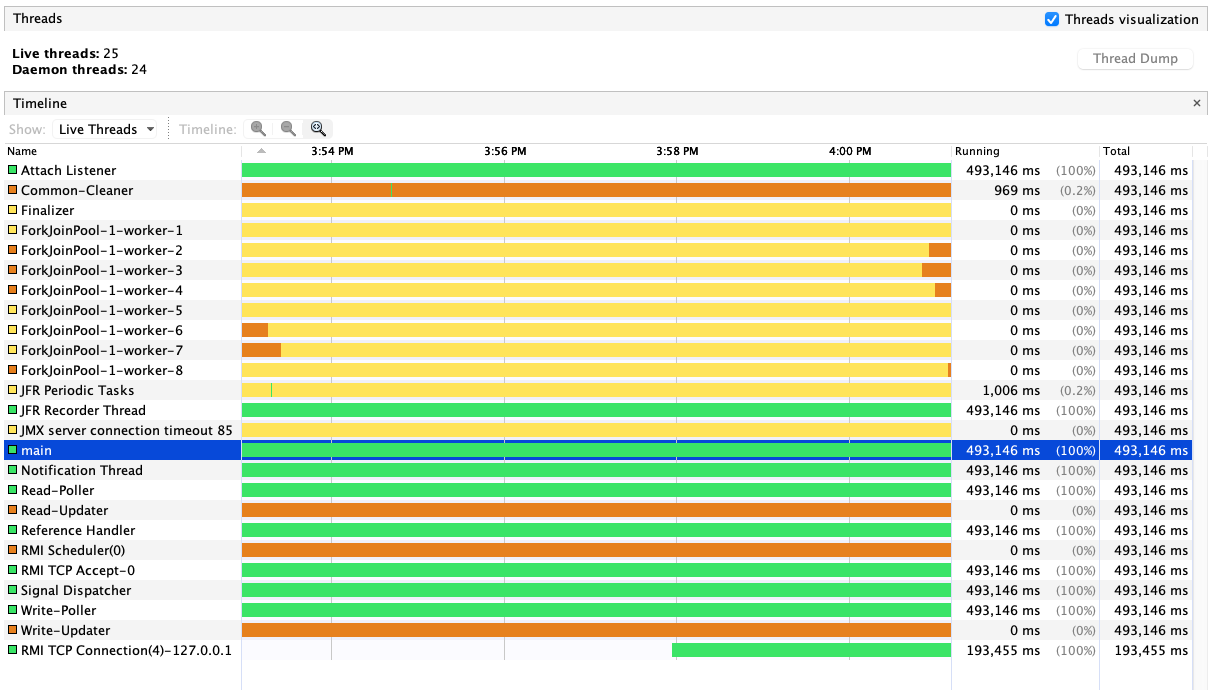 Threads
Threads visualization
Live threads: 25
Daemon threads: 24
Thread Dump
Timeline
Show: Live Threads Timeline:
Name 3:54 PM 3:56 PM 3:58 PM 4:00 PM Running Total
Attach Listener 493,146 ms (100%) 493,146 ms
Common-Cleaner 969 ms (0.2%) 493,146 ms
Finalizer 0 ms (0%) 493,146 ms
ForkJoinPool-1-worker-1 0 ms (0%) 493,146 ms
ForkJoinPool-1-worker-2 0 ms (0%) 493,146 ms
ForkJoinPool-1-worker-3 0 ms (0%) 493,146 ms
ForkJoinPool-1-worker-4 0 ms (0%) 493,146 ms
ForkJoinPool-1-worker-5 0 ms (0%) 493,146 ms
ForkJoinPool-1-worker-6 0 ms (0%) 493,146 ms
ForkJoinPool-1-worker-7 0 ms (0%) 493,146 ms
ForkJoinPool-1-worker-8 0 ms (0%) 493,146 ms
JFR Periodic Tasks 1,006 ms (0.2%) 493,146 ms
JFR Recorder Thread 493,146 ms (100%) 493,146 ms
JMX server connection timeout 85 0 ms (0%) 493,146 ms
main 493,146 ms (100%) 493,146 ms
Notification Thread 493,146 ms (100%) 493,146 ms
Read-Poller 493,146 ms (100%) 493,146 ms
Read-Updater 0 ms (0%) 493,146 ms
Reference Handler 493,146 ms (100%) 493,146 ms
RMI Scheduler(0) 0 ms (0%) 493,146 ms
RMI TCP Accept-0 493,146 ms (100%) 493,146 ms
Signal Dispatcher 493,146 ms (100%) 493,146 ms
Write-Poller 493,146 ms (100%) 493,146 ms
Write-Updater 0 ms (0%) 493,146 ms
RMI TCP Connection(4)-127.0.0.1 193,455 ms (100%) 193,455 ms